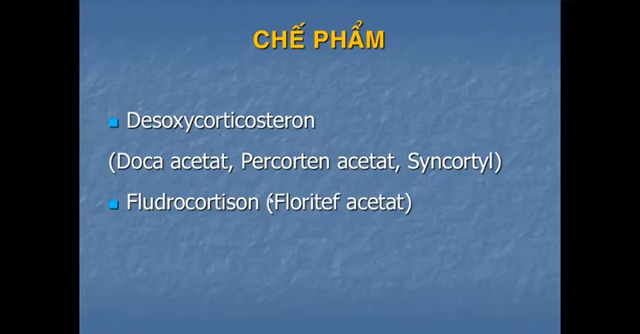 CHẾ PHẨM
Desoxycorticosteron
(Doca acetat, Percorten acetat, Syncortyl)
Fludrocortison (Floritef acetat)